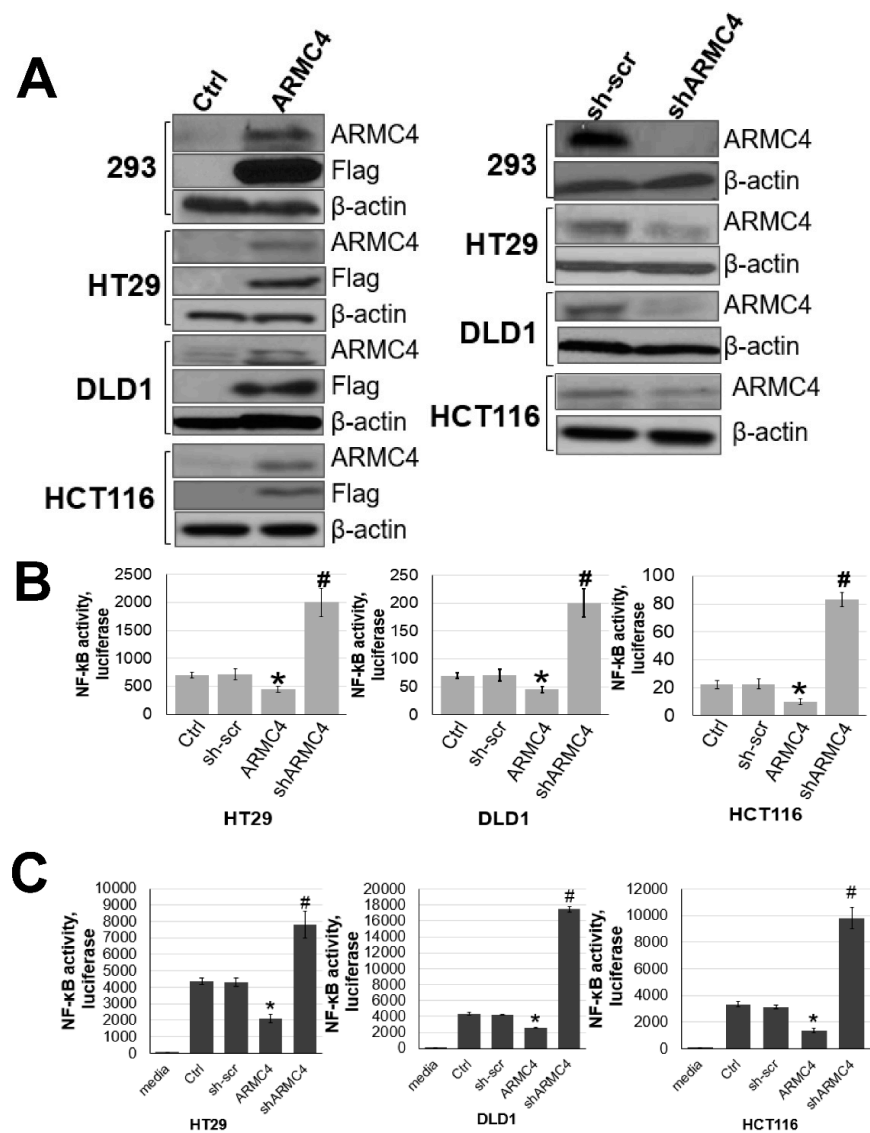 A
Ctrl
ARMC4
293
ARMC4
Flag
β-actin
HT29
ARMC4
Flag
β-actin
DLD1
ARMC4
Flag
β-actin
HCT116
ARMC4
Flag
β-actin
sh-scr
shARMC4
293
ARMC4
β-actin
HT29
ARMC4
β-actin
DLD1
ARMC4
β-actin
HCT116
ARMC4
β-actin
B
NF-kB activity,
luciferase
2500
2000
1500
1000
500
0
*
#
Ctrl
sh-scr
ARMC4
shARMC4
HT29
NF-kB activity,
luciferase
250
200
150
100
50
0
*
#
Ctrl
sh-scr
ARMC4
shARMC4
DLD1
NF-kB activity,
luciferase
100
80
60
40
20
0
*
#
Ctrl
sh-scr
ARMC4
shARMC4
HCT116
C
NF-κB activity,
luciferase
10000
9000
8000
7000
6000
5000
4000
3000
2000
1000
0
*
#
media
Ctrl
sh-scr
ARMC4
shARMC4
HT29
NF-κB activity,
luciferase
20000
18000
16000
14000
12000
10000
8000
6000
4000
2000
0
*
#
media
Ctrl
sh-scr
ARMC4
shARMC4
DLD1
NF-κB activity,
luciferase
12000
10000
8000
6000
4000
2000
0
*
#
media
Ctrl
sh-scr
ARMC4
shARMC4
HCT116